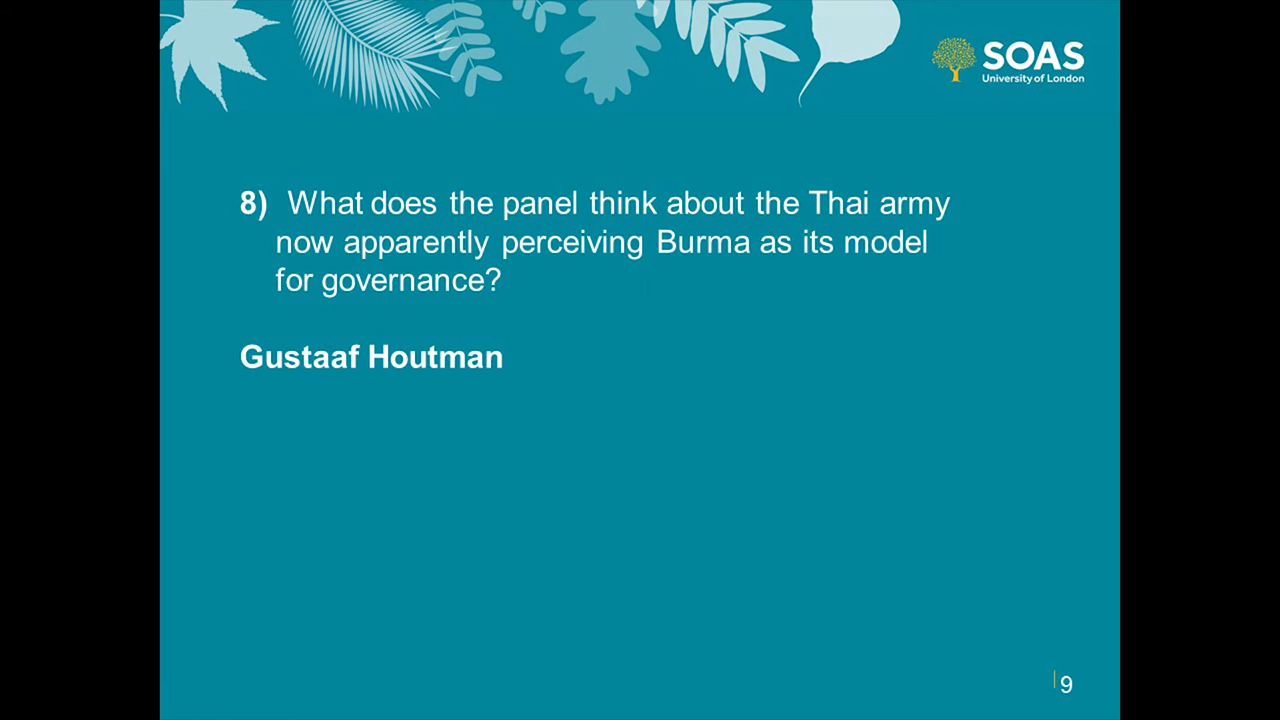 SOAS
University of London
8) What does the panel think about the Thai army
now apparently perceiving Burma as its model
for governance?
Gustaaf Houtman
9